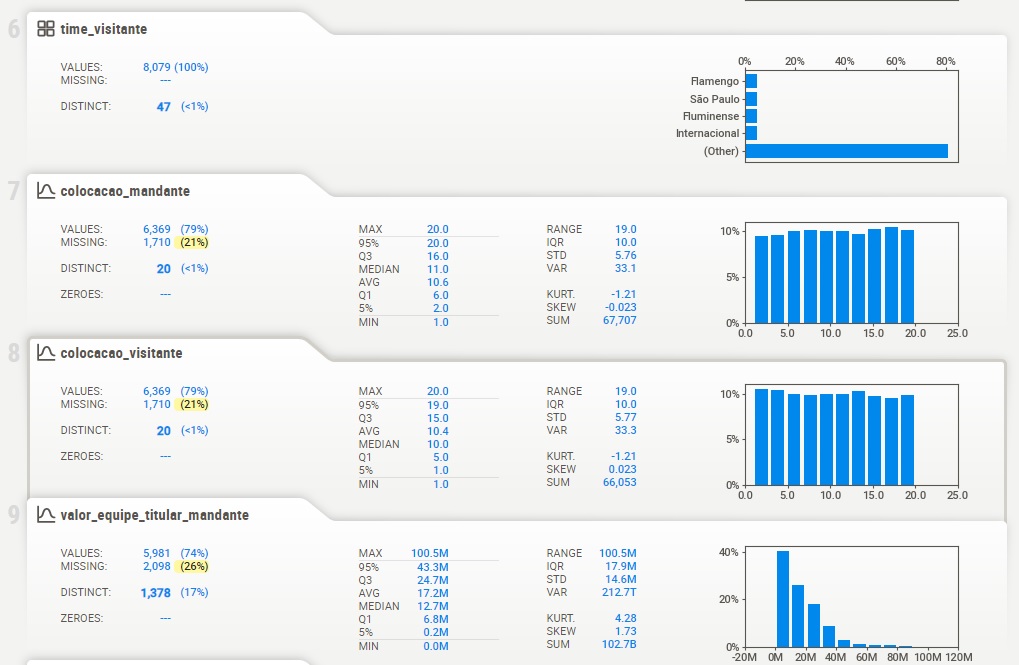 6
time_visitante
VALUES: 8,079 (100%)
MISSING: ---
DISTINCT: 47 (<1%)
0% 20% 40% 60% 80%
Flamengo
São Paulo
Fluminense
Internacional
(Other)
7
colocacao_mandante
VALUES: 6,369 (79%)
MISSING: 1,710 (21%)
DISTINCT: 20 (<1%)
ZEROES: ---
MAX 20.0
95% 20.0
Q3 16.0
MEDIAN 11.0
AVG 10.6
Q1 6.0
5% 2.0
MIN 1.0
RANGE 19.0
IQR 10.0
STD 5.76
VAR 33.1
KURT. -1.21
SKEW -0.023
SUM 67,707
10%
5%
0%
0.0 5.0 10.0 15.0 20.0 25.0
8
colocacao_visitante
VALUES: 6,369 (79%)
MISSING: 1,710 (21%)
DISTINCT: 20 (<1%)
ZEROES: ---
MAX 20.0
95% 19.0
Q3 15.0
AVG 10.4
MEDIAN 10.0
Q1 5.0
5% 1.0
MIN 1.0
RANGE 19.0
IQR 10.0
STD 5.77
VAR 33.3
KURT. -1.21
SKEW 0.023
SUM 66,053
10%
5%
0%
0.0 5.0 10.0 15.0 20.0 25.0
9
valor_equipe_titular_mandante
VALUES: 5,981 (74%)
MISSING: 2,098 (26%)
DISTINCT: 1,378 (17%)
ZEROES: ---
MAX 100.5M
95% 43.3M
Q3 24.7M
AVG 17.2M
MEDIAN 12.7M
Q1 6.8M
5% 0.2M
MIN 0.0M
RANGE 100.5M
IQR 17.9M
STD 14.6M
VAR 212.7T
KURT. 4.28
SKEW 1.73
SUM 102.7B
40%
20%
0%
-20M 0M 20M 40M 60M 80M 100M 120M